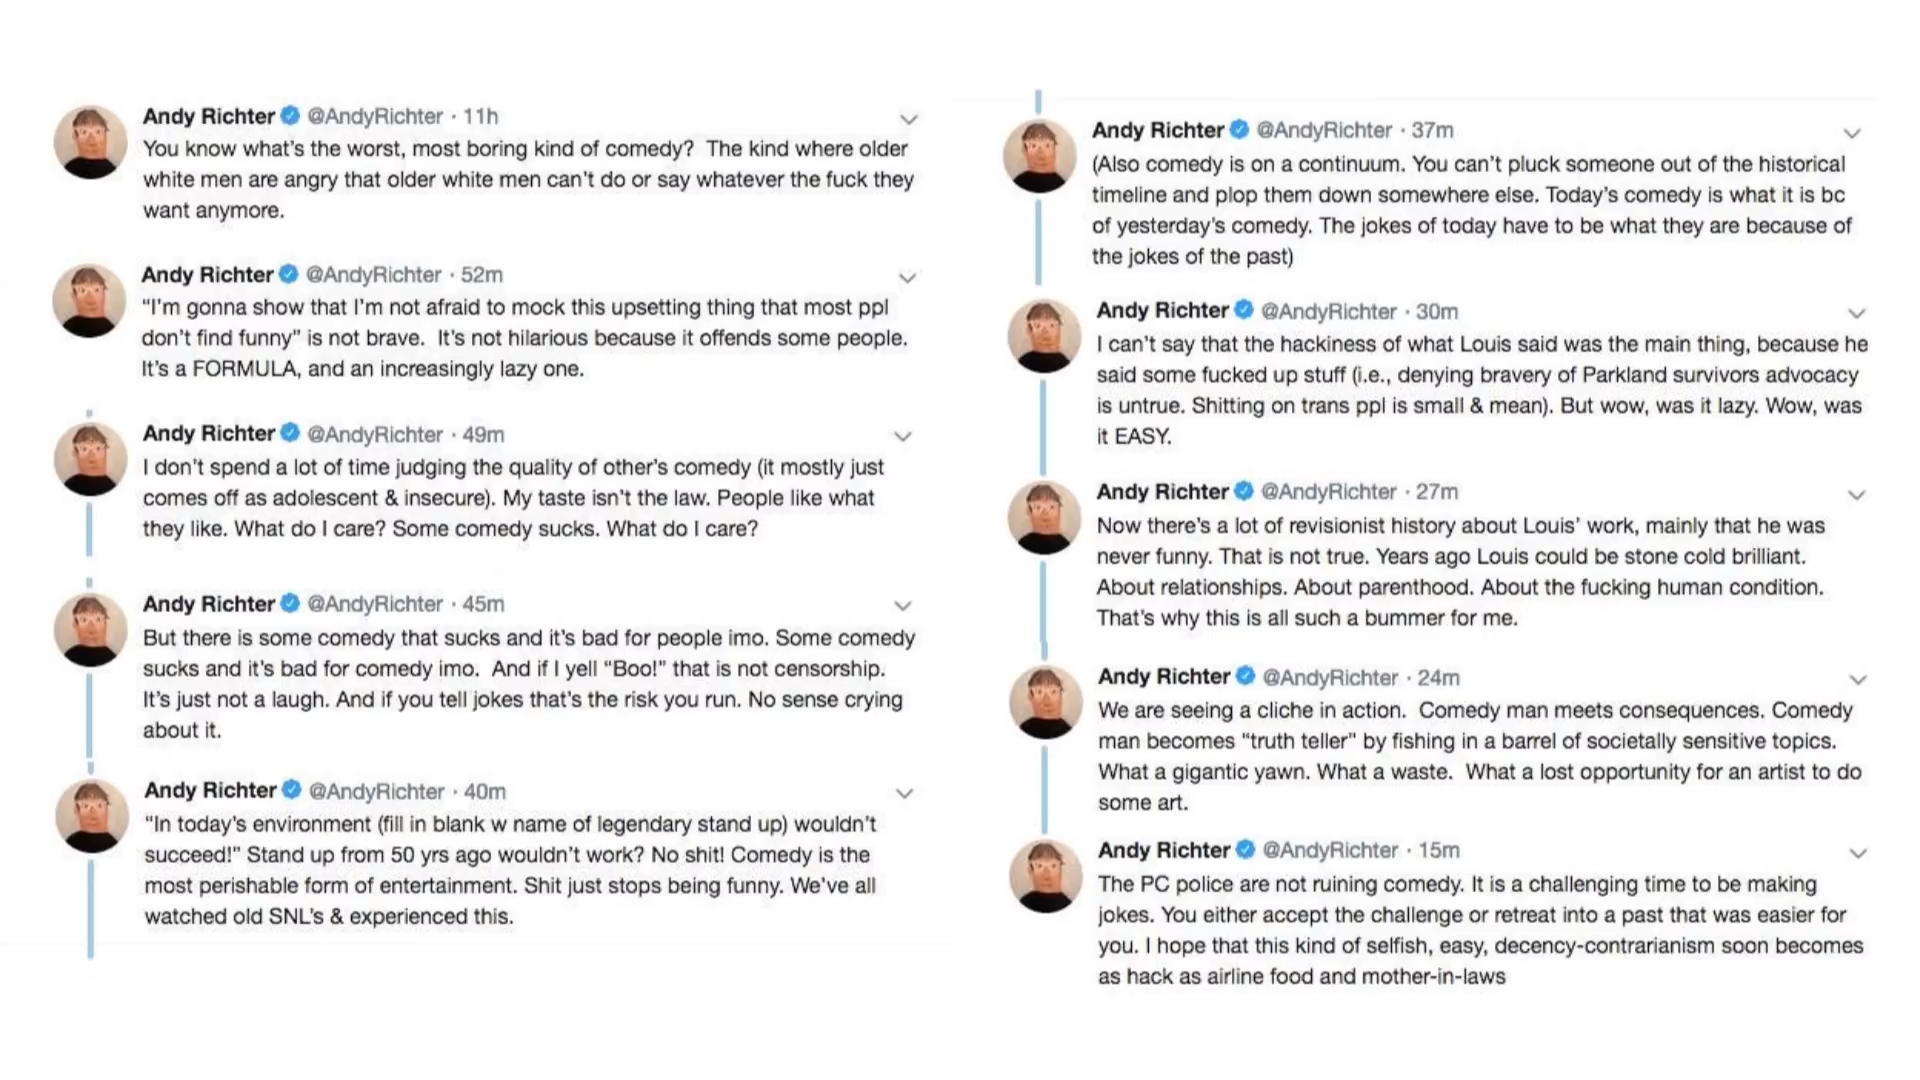 Andy Richter @AndyRichter · 11h
You know what's the worst, most boring kind of comedy?  The kind where older
white men are angry that older white men can't do or say whatever the fuck they
want anymore.
Andy Richter @AndyRichter · 52m
“I'm gonna show that I'm not afraid to mock this upsetting thing that most ppl
don't find funny” is not brave.  It's not hilarious because it offends some people.
It's a FORMULA, and an increasingly lazy one.
Andy Richter @AndyRichter · 49m
I don't spend a lot of time judging the quality of other's comedy (it mostly just
comes off as adolescent & insecure). My taste isn't the law. People like what
they like. What do I care? Some comedy sucks. What do I care?
Andy Richter @AndyRichter · 45m
But there is some comedy that sucks and it's bad for people imo. Some comedy
sucks and it's bad for comedy imo.  And if I yell “Boo!” that is not censorship.
It's just not a laugh. And if you tell jokes that's the risk you run. No sense crying
about it.
Andy Richter @AndyRichter · 40m
“In today's environment (fill in blank w name of legendary stand up) wouldn't
succeed!” Stand up from 50 yrs ago wouldn't work? No shit! Comedy is the
most perishable form of entertainment. Shit just stops being funny. We've all
watched old SNL's & experienced this.
Andy Richter @AndyRichter · 37m
(Also comedy is on a continuum. You can't pluck someone out of the historical
timeline and plop them down somewhere else. Today's comedy is what it is bc
of yesterday's comedy. The jokes of today have to be what they are because of
the jokes of the past)
Andy Richter @AndyRichter · 30m
I can't say that the hackiness of what Louis said was the main thing, because he
said some fucked up stuff (i.e., denying bravery of Parkland survivors advocacy
is untrue. Shitting on trans ppl is small & mean). But wow, was it lazy. Wow, was
it EASY.
Andy Richter @AndyRichter · 27m
Now there's a lot of revisionist history about Louis' work, mainly that he was
never funny. That is not true. Years ago Louis could be stone cold brilliant.
About relationships. About parenthood. About the fucking human condition.
That's why this is all such a bummer for me.
Andy Richter @AndyRichter · 24m
We are seeing a cliche in action.  Comedy man meets consequences. Comedy
man becomes "truth teller" by fishing in a barrel of societally sensitive topics.
What a gigantic yawn. What a waste.  What a lost opportunity for an artist to do
some art.
Andy Richter @AndyRichter · 15m
The PC police are not ruining comedy. It is a challenging time to be making
jokes. You either accept the challenge or retreat into a past that was easier for
you. I hope that this kind of selfish, easy, decency-contrarianism soon becomes
as hack as airline food and mother-in-laws